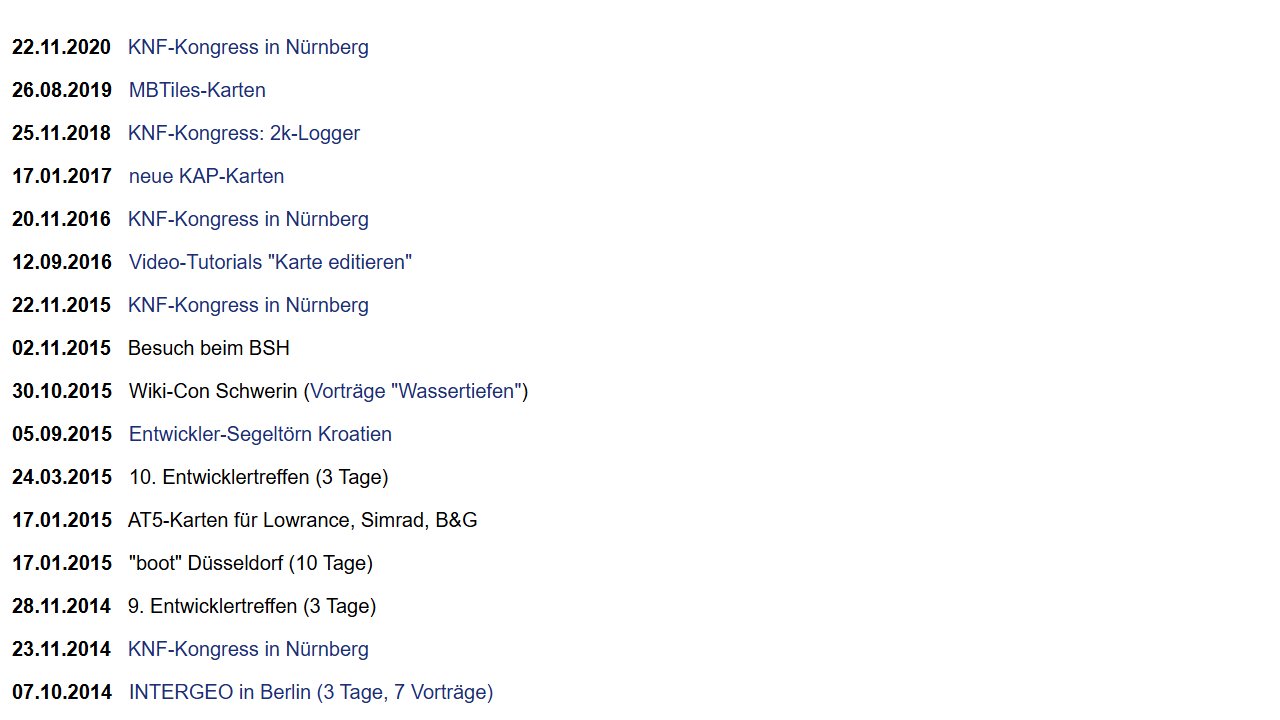 22.11.2020 KNF-Kongress in Nürnberg
26.08.2019 MBTiles-Karten
25.11.2018 KNF-Kongress: 2k-Logger
17.01.2017 neue KAP-Karten
20.11.2016 KNF-Kongress in Nürnberg
12.09.2016 Video-Tutorials "Karte editieren"
22.11.2015 KNF-Kongress in Nürnberg
02.11.2015 Besuch beim BSH
30.10.2015 Wiki-Con Schwerin (Vorträge "Wassertiefen")
05.09.2015 Entwickler-Segeltörn Kroatien
24.03.2015 10. Entwicklertreffen (3 Tage)
17.01.2015 AT5-Karten für Lowrance, Simrad, B&G
17.01.2015 "boot" Düsseldorf (10 Tage)
28.11.2014 9. Entwicklertreffen (3 Tage)
23.11.2014 KNF-Kongress in Nürnberg
07.10.2014 INTERGEO in Berlin (3 Tage, 7 Vorträge)